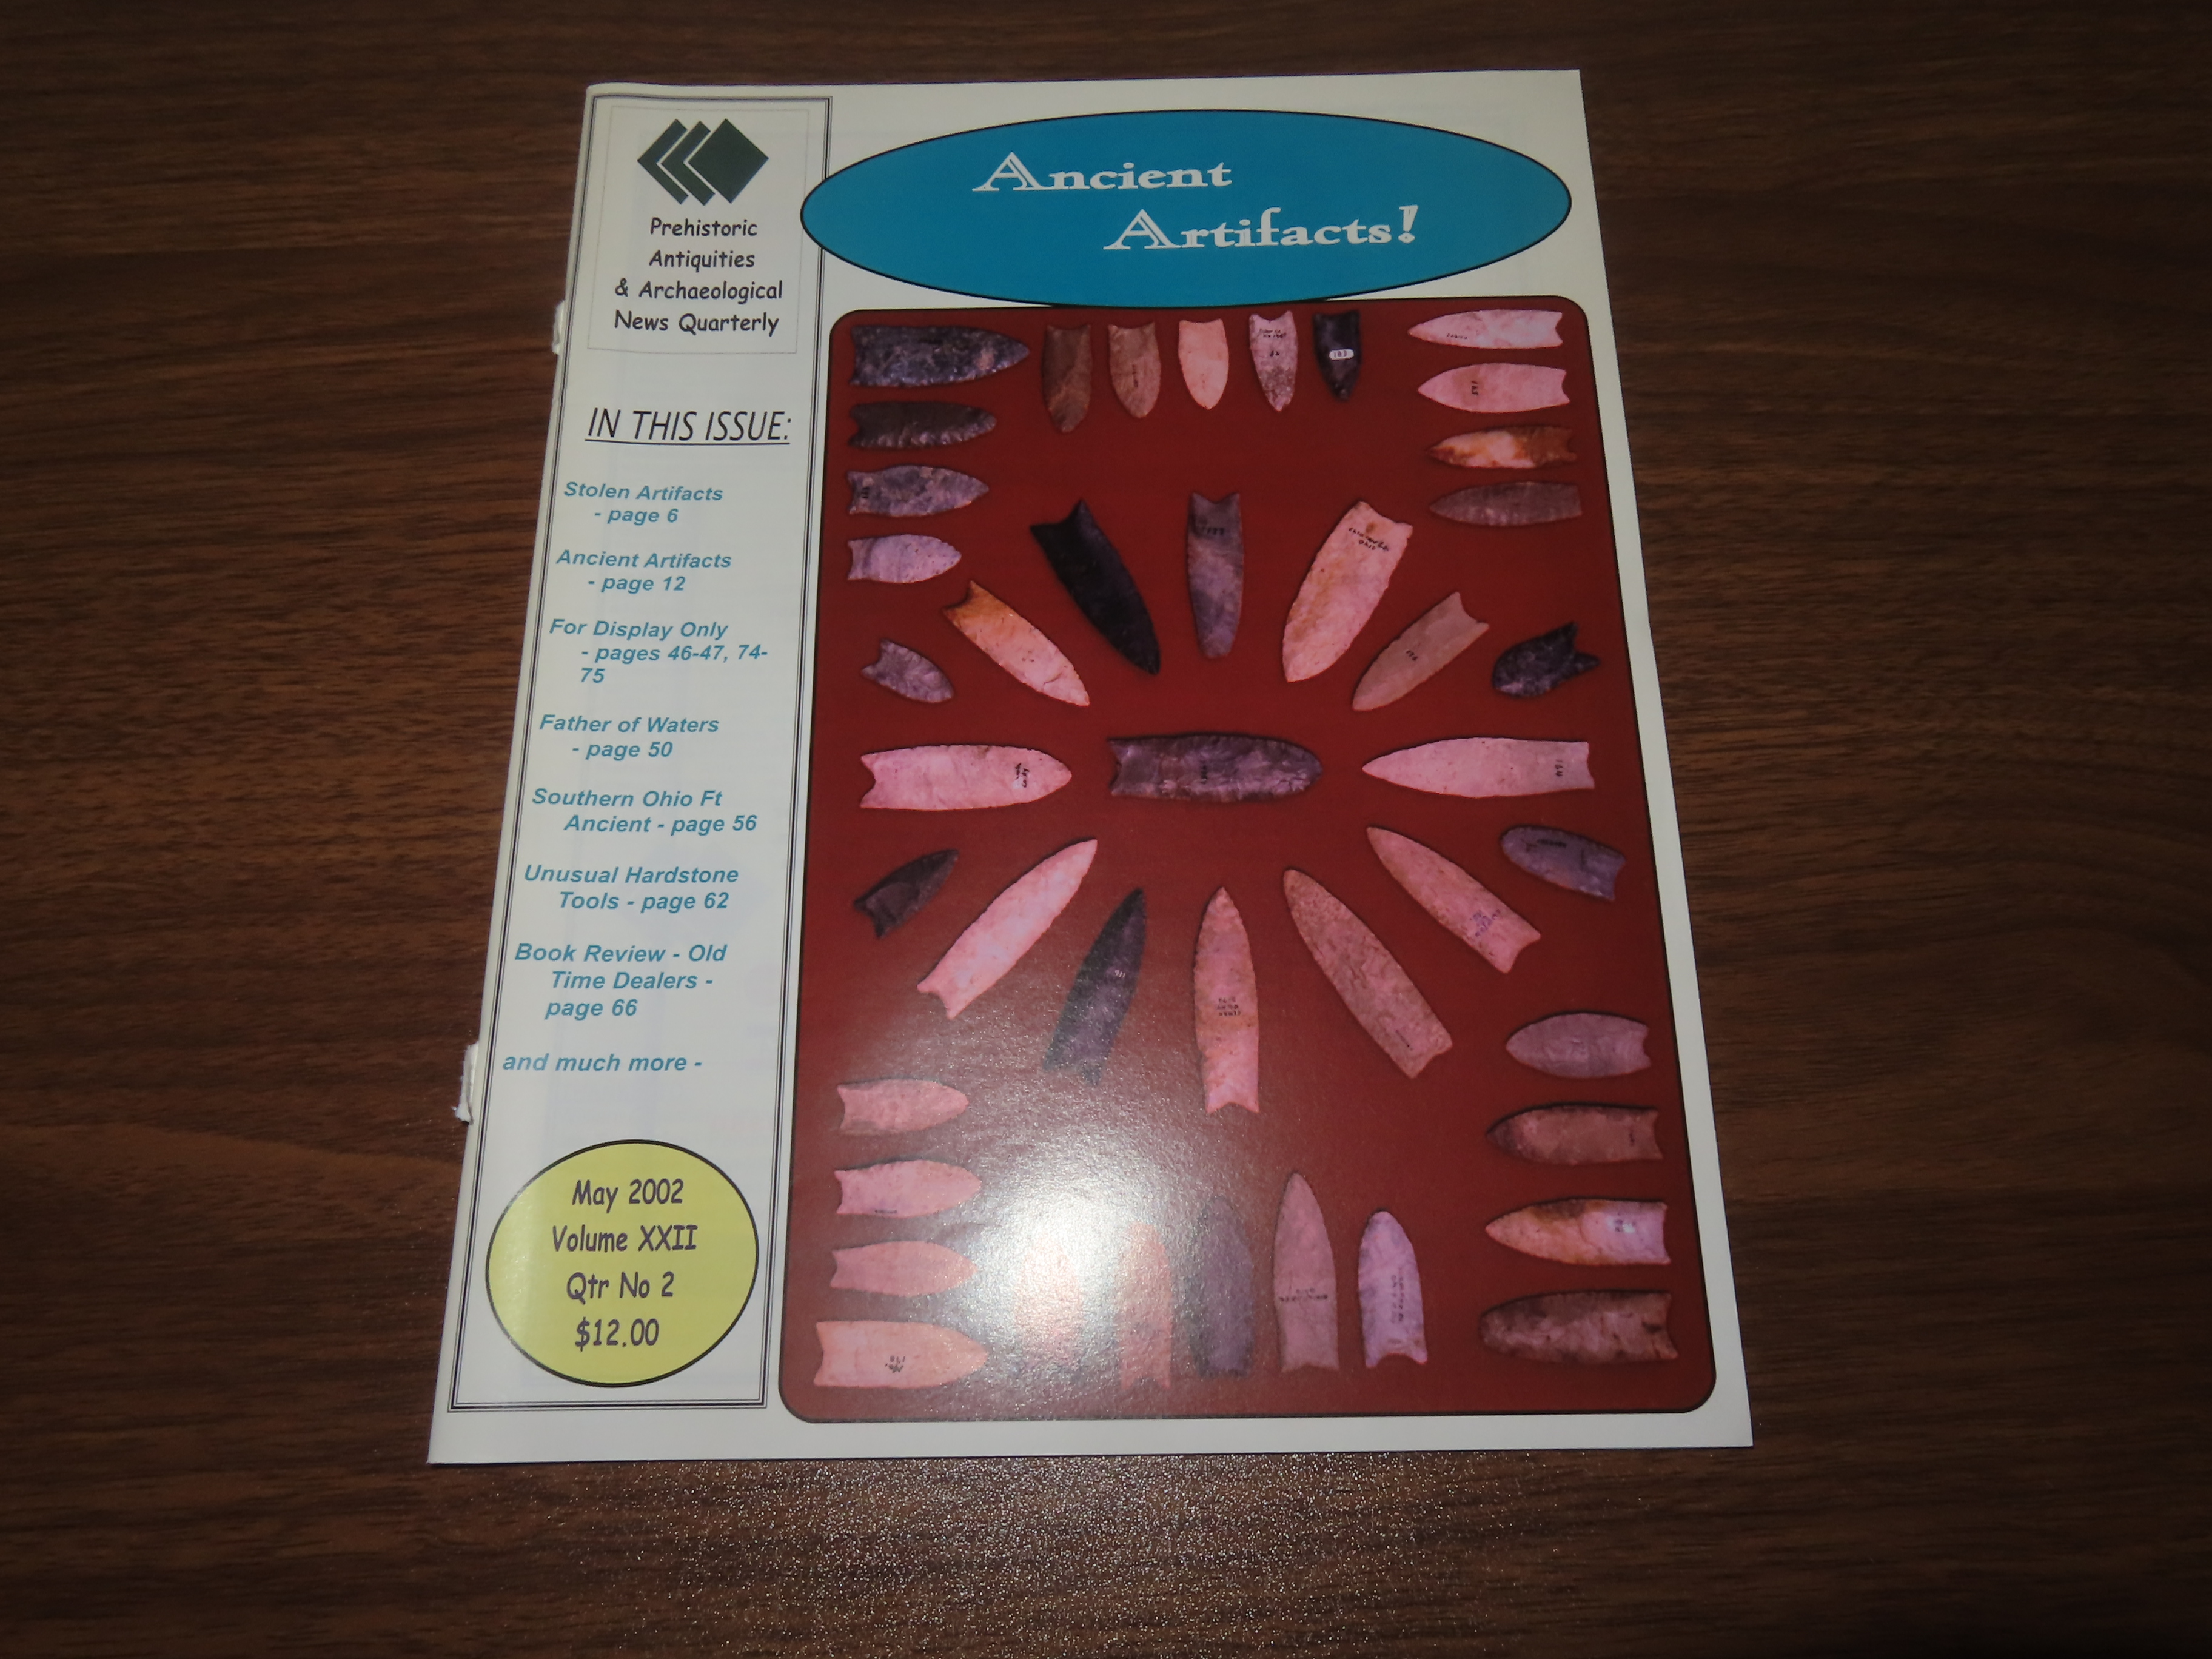 Prehistoric
Antiquities
& Archaeological
News Quarterly
Ancient
Artifacts!
IN THIS ISSUE:
Stolen Artifacts
- page 6
Ancient Artifacts
- page 12
For Display Only
- pages 46-47, 74-
75
Father of Waters
- page 50
Southern Ohio Ft
Ancient - page 56
Unusual Hardstone
Tools - page 62
Book Review - Old
Time Dealers -
page 66
and much more -
May 2002
Volume XXII
Qtr No 2
$12.00
183